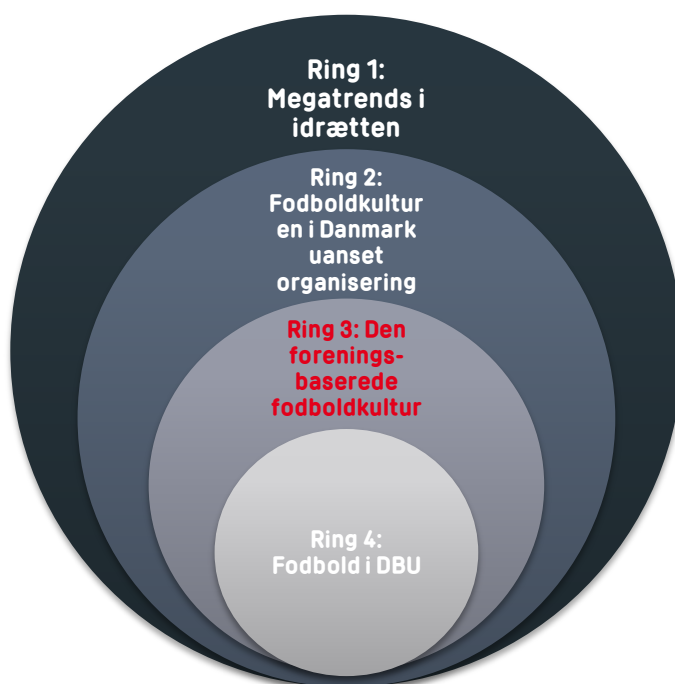 Ring 1:
Megatrends i
idrætten
Ring 2:
Fodboldkultur
en i Danmark
uanset
organisering
Ring 3: Den
forenings-
baserede
fodboldkultur
Ring 4:
Fodbold i DBU